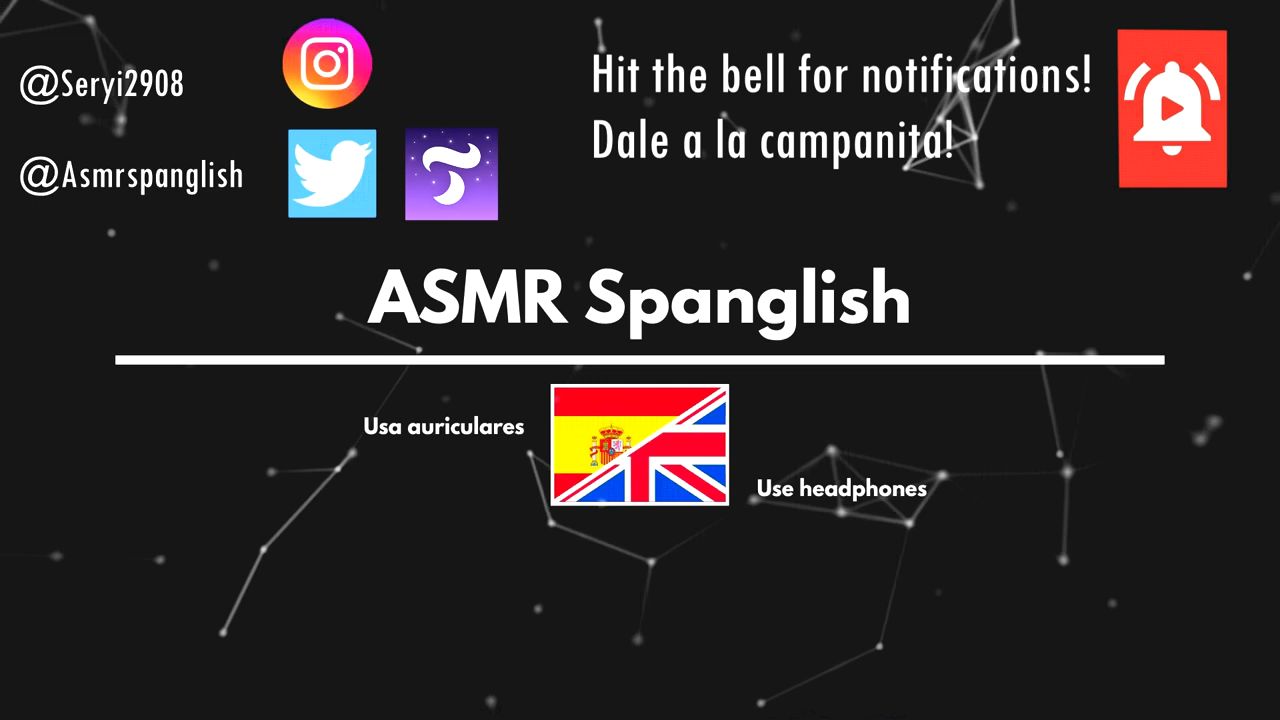 @Seryi2908
@Asmrspanglish
Hit the bell for notifications!
Dale a la campanita!
ASMR Spanglish
Usa auriculares
Use headphones